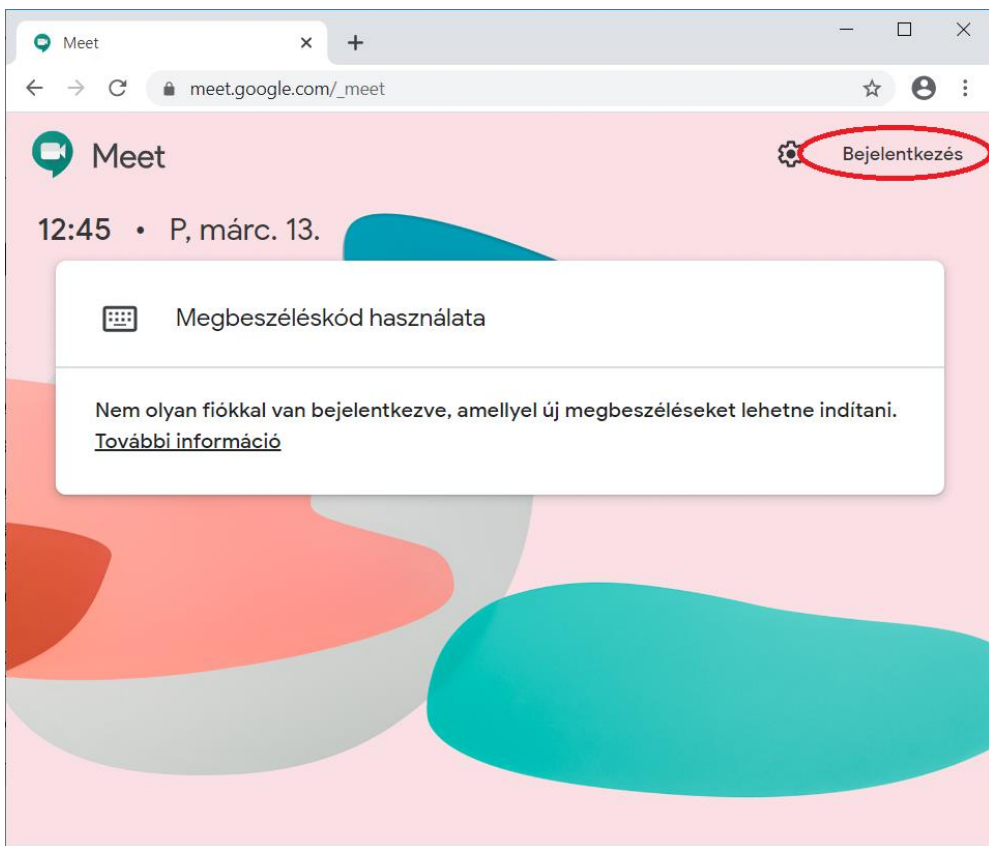 Meet
meet.google.com/_meet
Meet
Bejelentkezés
12:45 • P, márc. 13.
Megbeszéléskód használata
Nem olyan fiókkal van bejelentkezve, amellyel új megbeszéléseket lehetne indítani.
További információ